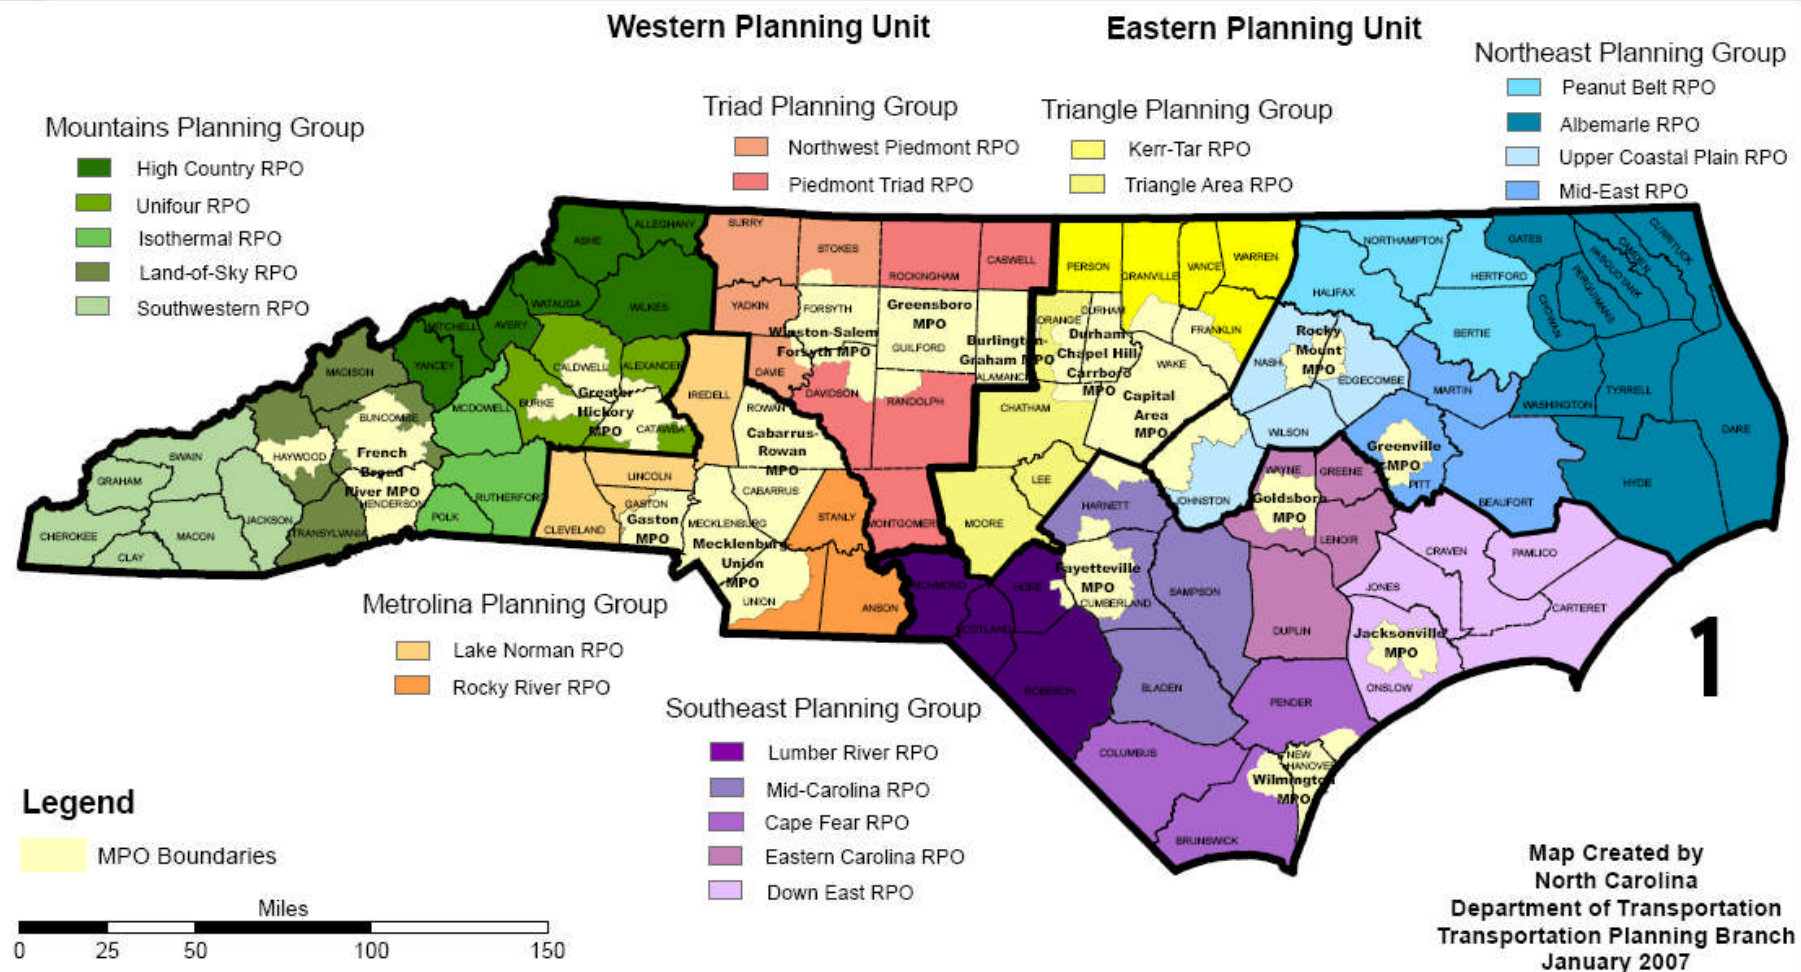 Western Planning Unit
Eastern Planning Unit
Northeast Planning Group
Peanut Belt RPO
Albemarle RPO
Upper Coastal Plain RPO
Mid-East RPO
Triad Planning Group
Northwest Piedmont RPO
Piedmont Triad RPO
Triangle Planning Group
Kerr-Tar RPO
Triangle Area RPO
Mountains Planning Group
High Country RPO
Unifour RPO
Isothermal RPO
Land-of-Sky RPO
Southwestern RPO
ASHE
ALLEGHANY
SURRY
STOKES
ROCKINGHAM
CASWELL
PERSON
GRANVILLE
VANCE
WARREN
NORTHAMPTON
GATES
HERTFORD
CAMDEN
CURRITUCK
PASQUOTANK
PERQUIMANS
CHOWAN
HALIFAX
BERTIE
WATAUGA
WILKES
YADKIN
FORSYTH
Greensboro
MPO
GUILFORD
Winston-Salem
Forsyth MPO
Burlington-
Graham MPO
ALAMANCE
ORANGE
DURHAM
Durham
Chapel Hill
Carrboro
MPO
FRANKLIN
WAKE
Capital
Area
MPO
NASH
Rocky
Mount
MPO
EDGECOMBE
MARTIN
WASHINGTON
TYRRELL
DARE
HYDE
MITCHELL
AVERY
YANCEY
MADISON
CALDWELL
ALEXANDER
BURKE
Greater
Hickory
MPO
CATAWBA
IREDELL
DAVIE
DAVIDSON
RANDOLPH
ROWAN
Cabarrus-
Rowan
MPO
CABARRUS
CHATHAM
LEE
WILSON
JOHNSTON
Greenville
MPO
PITT
BEAUFORT
MCDOWELL
BUNCOMBE
HAYWOOD
French
Broad
River MPO
HENDERSON
SWAIN
GRAHAM
CHEROKEE
CLAY
MACON
JACKSON
TRANSYLVANIA
POLK
RUTHERFORD
CLEVELAND
LINCOLN
GASTON
Gaston
MPO
MECKLENBURG
Mecklenburg
Union
MPO
UNION
STANLY
ANSON
MONTGOMERY
MOORE
HARNETT
WAYNE
GREENE
Goldsboro
MPO
LENOIR
CRAVEN
PAMLICO
JONES
CARTERET
Jacksonville
MPO
ONSLOW
RICHMOND
HOKE
SCOTLAND
ROBESON
Fayetteville
MPO
CUMBERLAND
SAMPSON
DUPLIN
BLADEN
PENDER
COLUMBUS
NEW
HANOVER
Wilmington
MPO
BRUNSWICK
1
Metrolina Planning Group
Lake Norman RPO
Rocky River RPO
Southeast Planning Group
Lumber River RPO
Mid-Carolina RPO
Cape Fear RPO
Eastern Carolina RPO
Down East RPO
Legend
MPO Boundaries
Miles
0 25 50 100 150
Map Created by
North Carolina
Department of Transportation
Transportation Planning Branch
January 2007